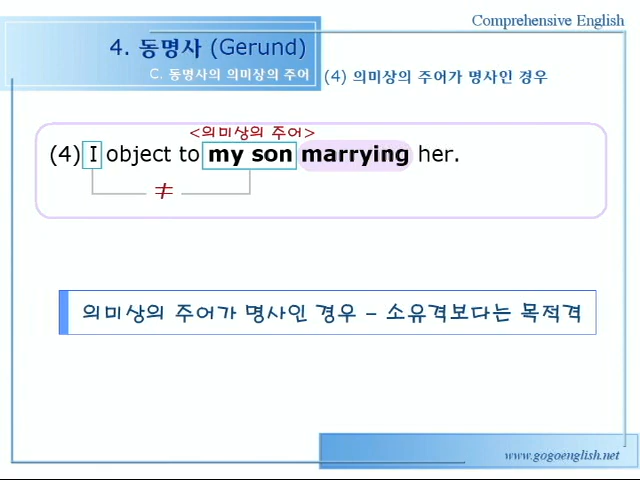 Comprehensive English
4. 동명사 (Gerund)
C. 동명사의 의미상의 주어
(4) 의미상의 주어가 명사인 경우
<의미상의 주어>
(4) I object to my son marrying her.
≠
의미상의 주어가 명사인 경우 – 소유격보다는 목적격
www.gogoenglish.net